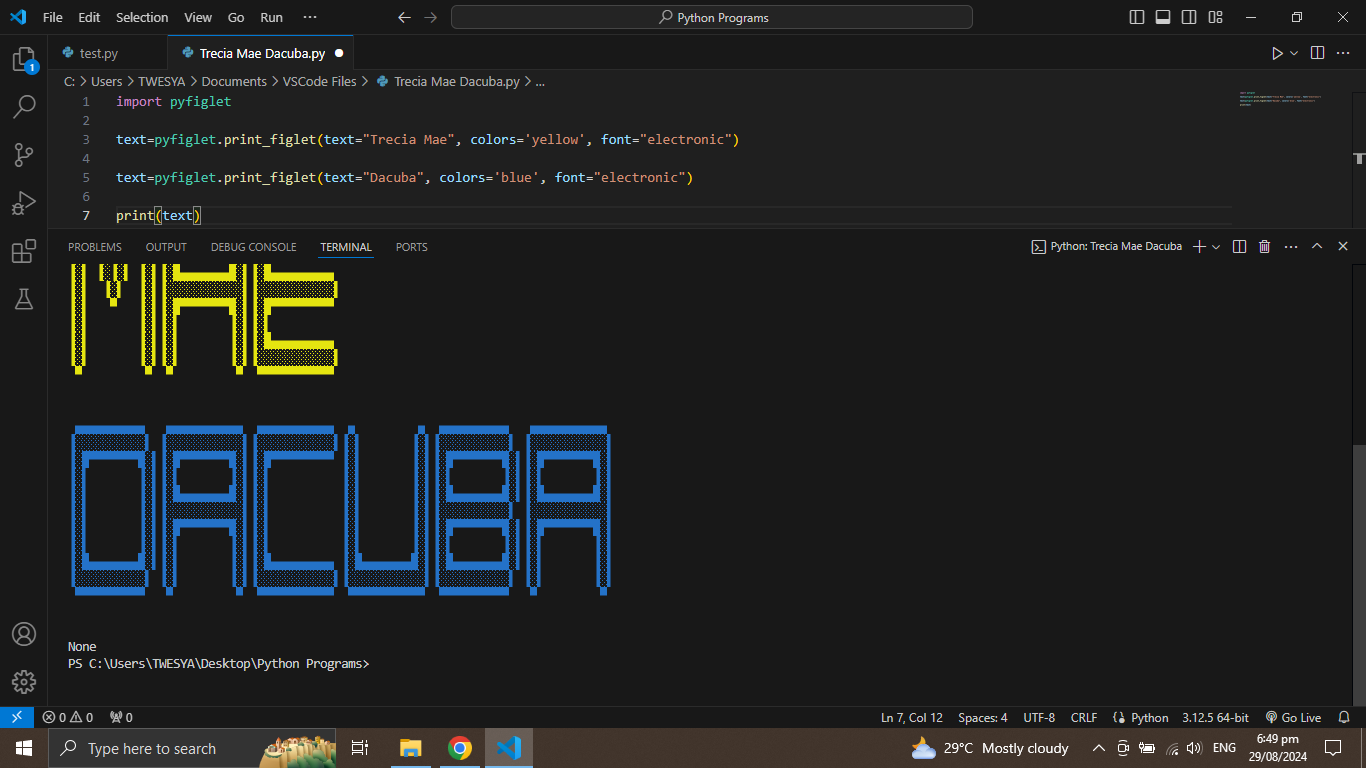 File Edit Selection View Go Run ··· Python Programs
1
test.py Trecia Mae Dacuba.py
C: > Users > TWESYA > Documents > VSCode Files > Trecia Mae Dacuba.py > ...
1 import pyfiglet
2
3 text=pyfiglet.print_figlet(text="Trecia Mae", colors='yellow', font="electronic")
4
5 text=pyfiglet.print_figlet(text="Dacuba", colors='blue', font="electronic")
6
7 print(text)
PROBLEMS OUTPUT DEBUG CONSOLE TERMINAL PORTS Python: Trecia Mae Dacuba
MAE
DACUBA
None
PS C:\Users\TWESYA\Desktop\Python Programs>
0 0 0 Ln 7, Col 12 Spaces: 4 UTF-8 CRLF Python 3.12.5 64-bit Go Live
Type here to search 29°C Mostly cloudy ENG 6:49 pm
29/08/2024